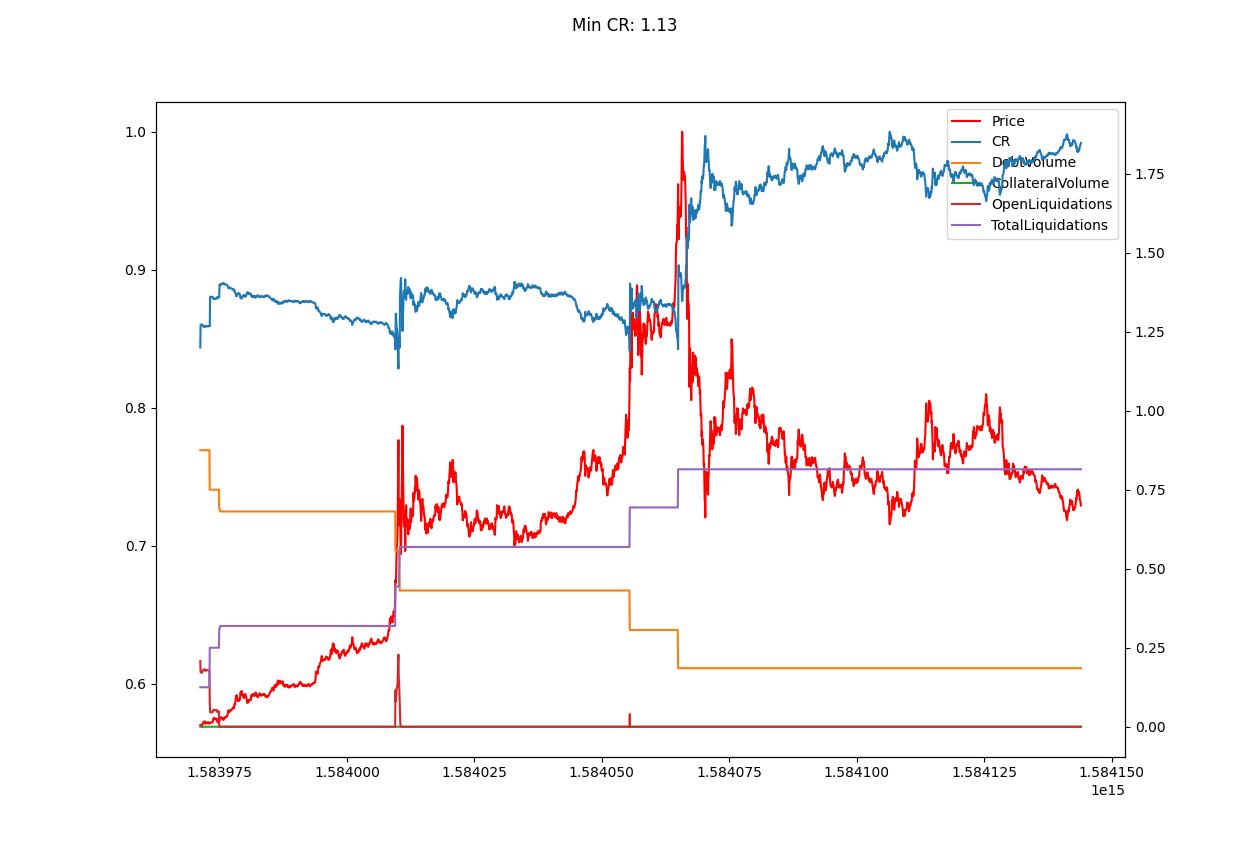 Min CR: 1.13
1.0
0.9
0.8
0.7
0.6
Price
CR
DebtVolume
CollateralVolume
OpenLiquidations
TotalLiquidations
1.75
1.50
1.25
1.00
0.75
0.50
0.25
0.00
1.583975 1.584000 1.584025 1.584050 1.584075 1.584100 1.584125 1.584150
1e15